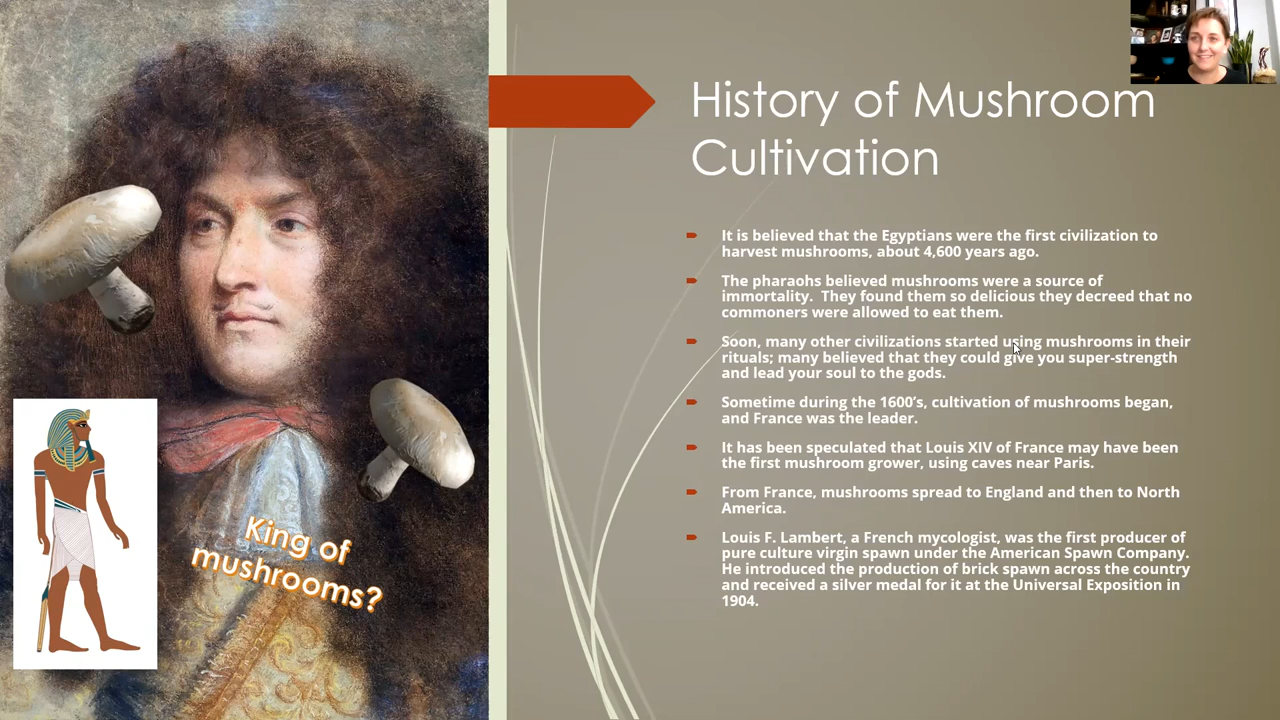 History of Mushroom
Cultivation
It is believed that the Egyptians were the first civilization to
harvest mushrooms, about 4,600 years ago.
The pharaohs believed mushrooms were a source of
immortality.  They found them so delicious they decreed that no
commoners were allowed to eat them.
Soon, many other civilizations started using mushrooms in their
rituals; many believed that they could give you super-strength
and lead your soul to the gods.
Sometime during the 1600’s, cultivation of mushrooms began,
and France was the leader.
It has been speculated that Louis XIV of France may have been
the first mushroom grower, using caves near Paris.
From France, mushrooms spread to England and then to North
America.
Louis F. Lambert, a French mycologist, was the first producer of
pure culture virgin spawn under the American Spawn Company.
He introduced the production of brick spawn across the country
and received a silver medal for it at the Universal Exposition in
1904.
King of
mushrooms?